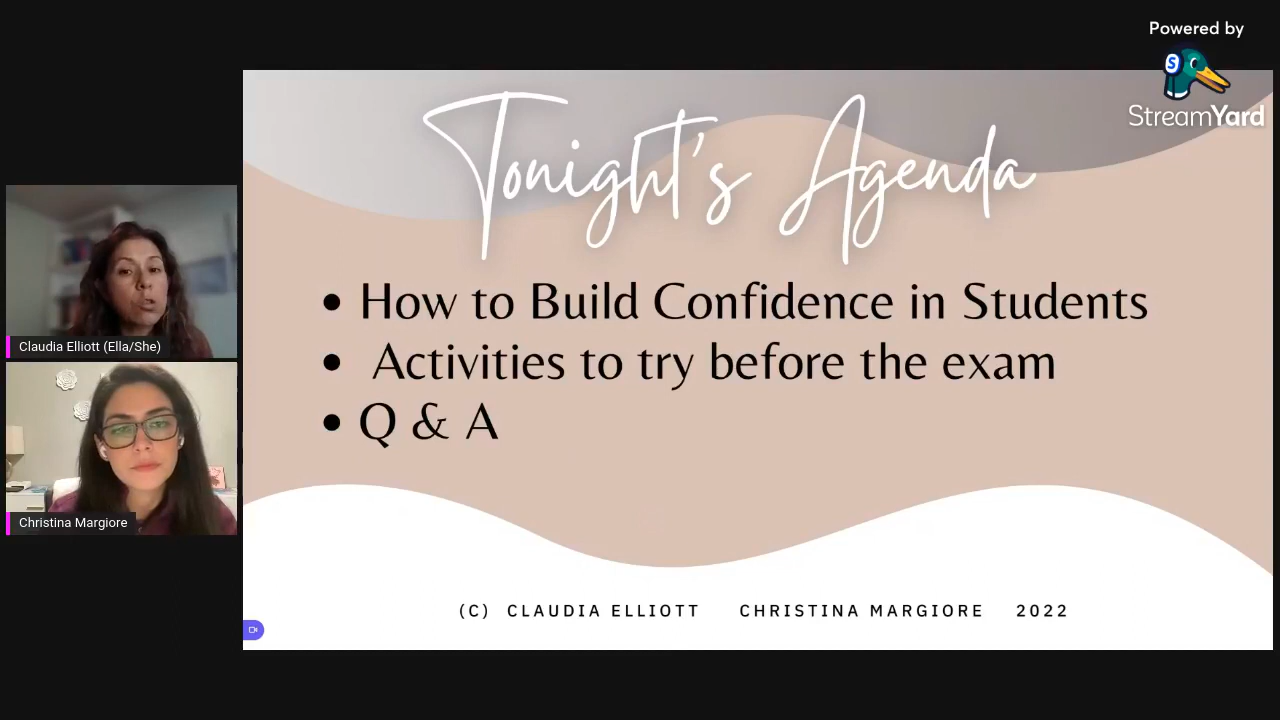 Powered by
StreamYard
Tonight's Agenda
• How to Build Confidence in Students
• Activities to try before the exam
• Q & A
Claudia Elliott (Ella/She)
Christina Margiore
(C) CLAUDIA ELLIOTT CHRISTINA MARGIORE 2022